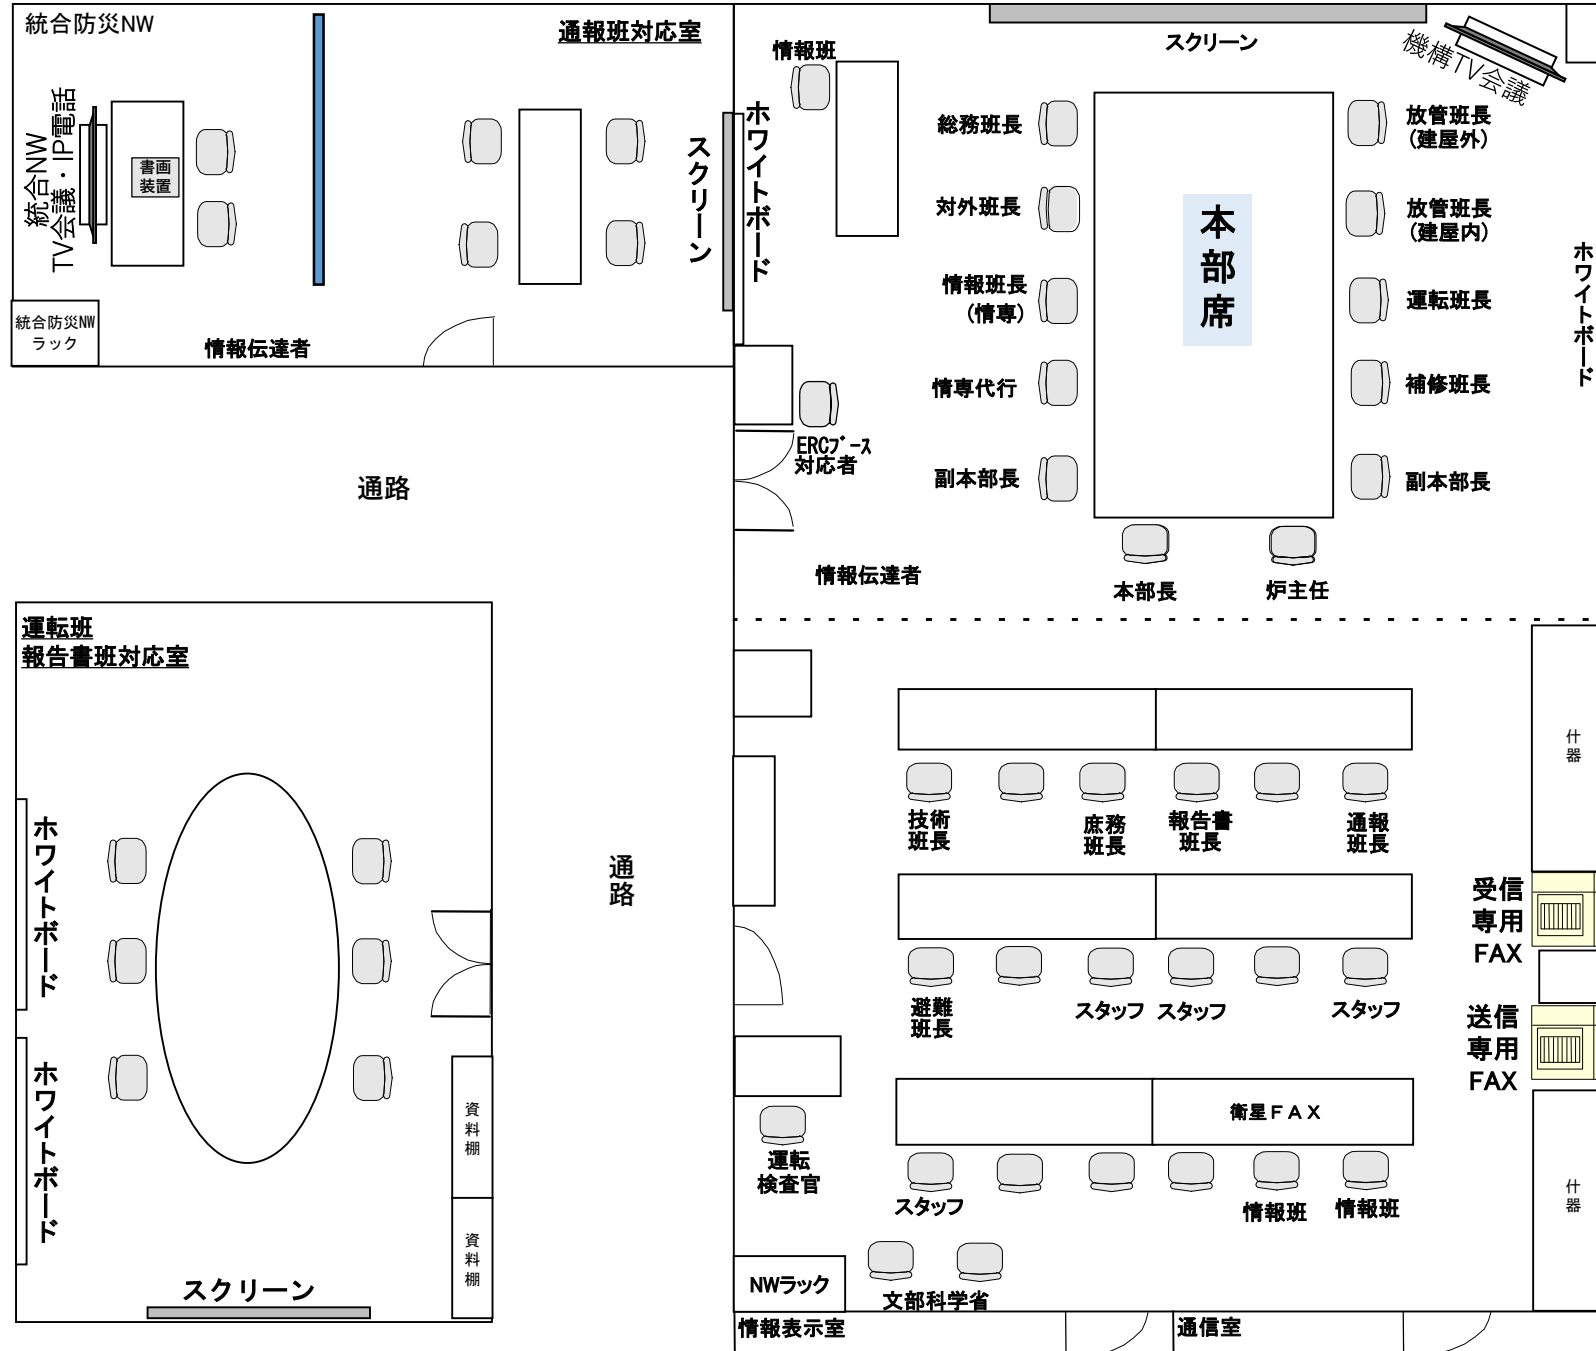 統合防災NW
通報班対応室
統合NW
TV会議・IP電話
書画
装置
スクリーン
統合防災NW
ラック
情報伝達者
情報班
ホワイトボード
スクリーン
機構TV会議
総務班長
対外班長
情報班長
(情専)
情専代行
副本部長
本部席
放管班長
(建屋外)
放管班長
(建屋内)
運転班長
補修班長
副本部長
ホワイトボード
ERCブース
対応者
本部長
炉主任
情報伝達者
通路
運転班
報告書班対応室
ホワイトボード
ホワイトボード
資料棚
資料棚
スクリーン
通路
技術
班長
庶務
班長
報告書
班長
通報
班長
什器
受信
専用
FAX
避難
班長
スタッフ
スタッフ
スタッフ
送信
専用
FAX
衛星ＦＡＸ
運転
検査官
スタッフ
情報班
情報班
什器
NWラック
文部科学省
情報表示室
通信室